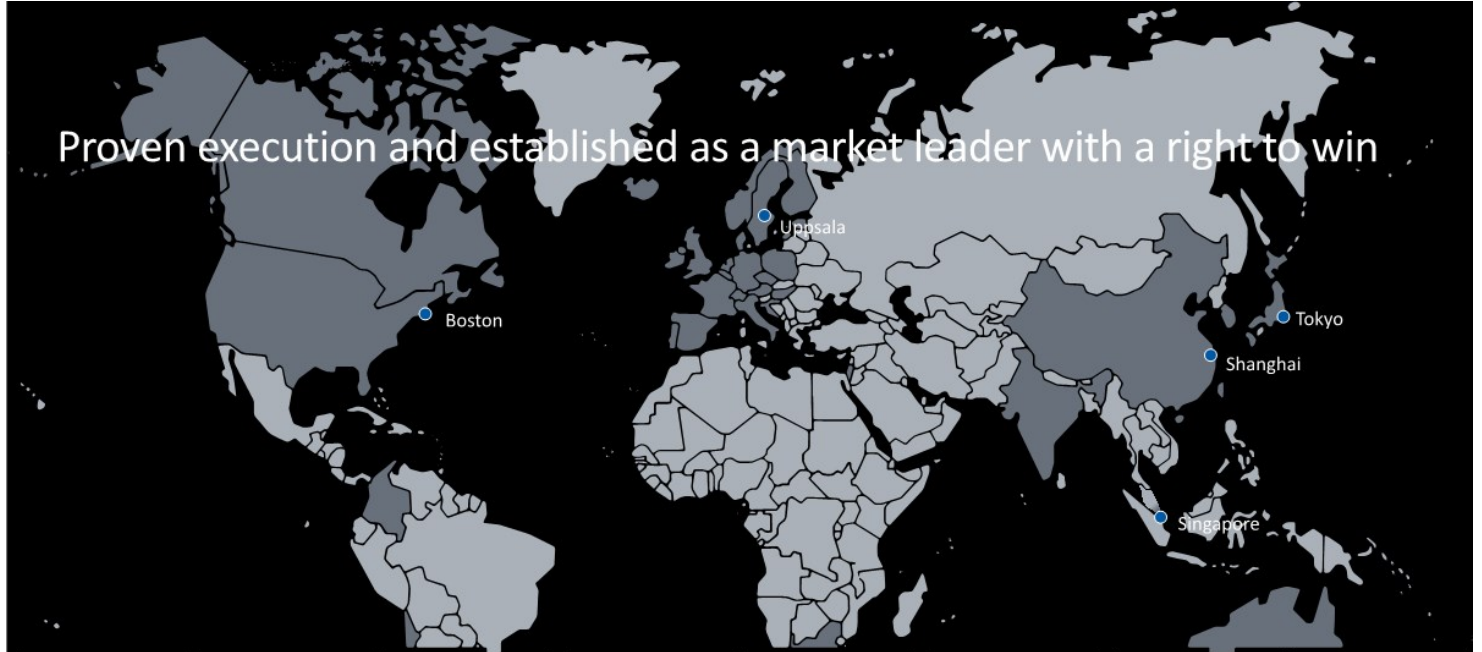 Proven execution and established as a market leader with a right to win
Uppsala
Boston
Tokyo
Shanghai
Singapore